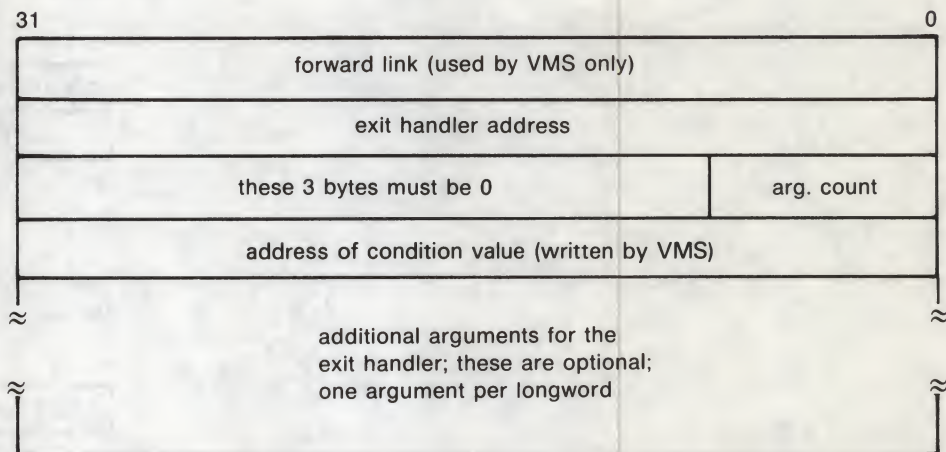 31 0
forward link (used by VMS only)
exit handler address
these 3 bytes must be 0 arg. count
address of condition value (written by VMS)
additional arguments for the
exit handler; these are optional;
one argument per longword